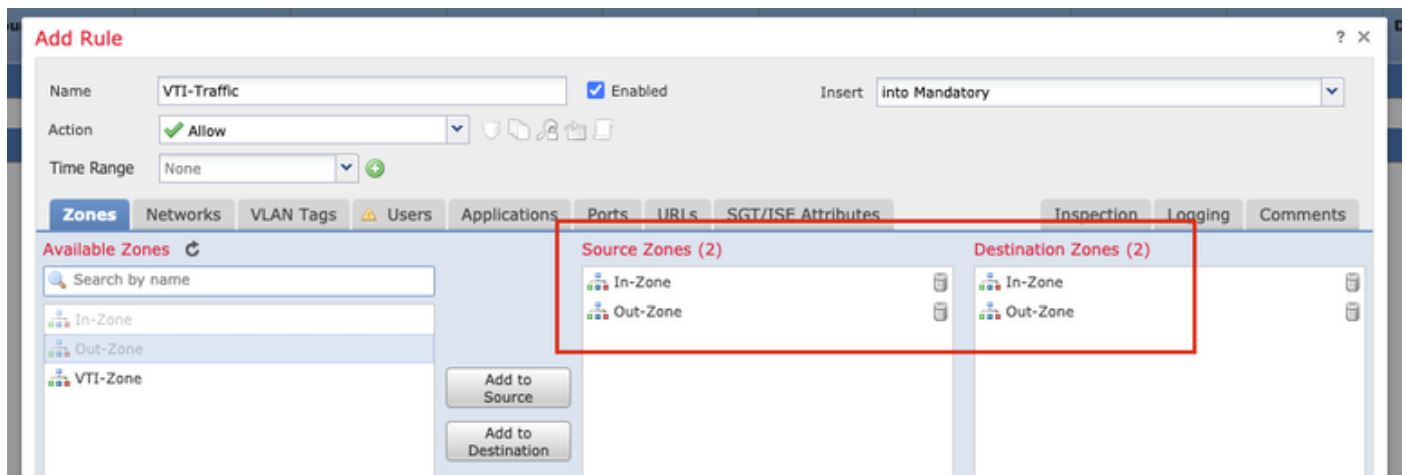 Add Rule ? ×
Name VTI-Traffic Enabled Insert into Mandatory
Action Allow
Time Range None
Zones Networks VLAN Tags Users Applications Ports URLs SGT/ISE Attributes Inspection Logging Comments
Available Zones Source Zones (2) Destination Zones (2)
Search by name In-Zone In-Zone
In-Zone Out-Zone Out-Zone
Out-Zone
VTI-Zone
Add to
Source
Add to
Destination